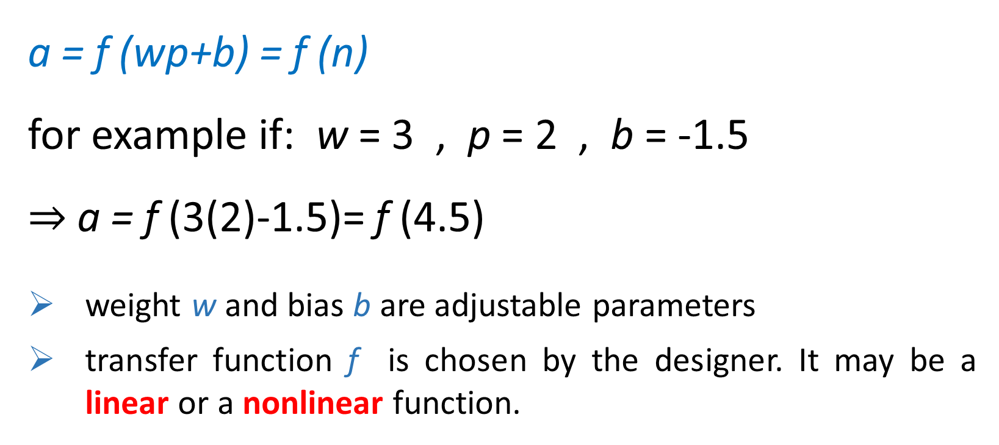 a = f (wp+b) = f (n)
for example if: w = 3 , p = 2 , b = -1.5
⇒ a = f (3(2)-1.5)= f (4.5)
➢ weight w and bias b are adjustable parameters
➢ transfer function f is chosen by the designer. It may be a
linear or a nonlinear function.